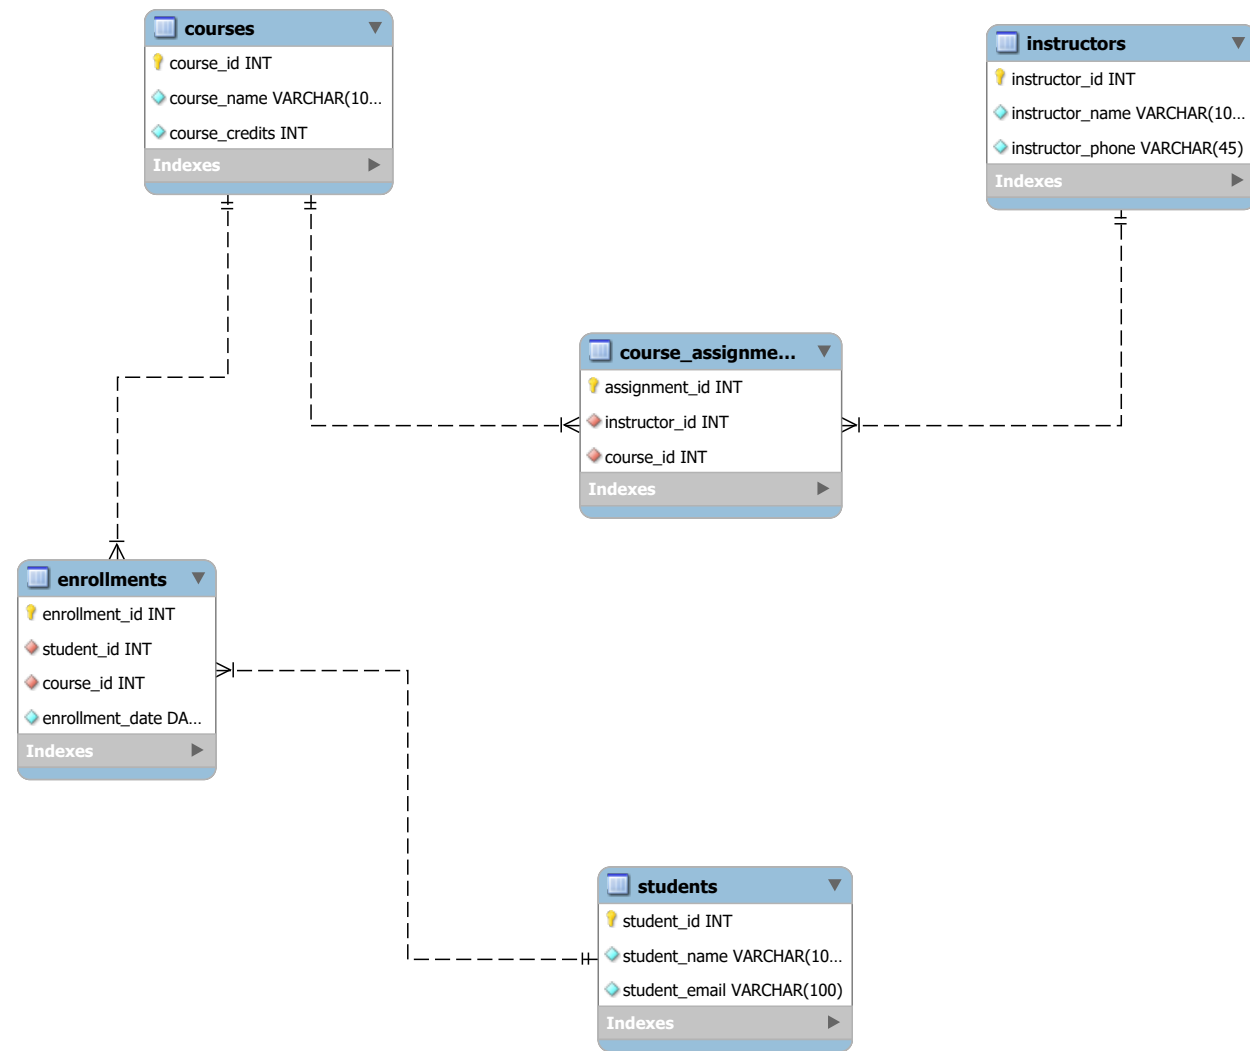 courses
course_id INT
course_name VARCHAR(10...
course_credits INT
Indexes
instructors
instructor_id INT
instructor_name VARCHAR(10...
instructor_phone VARCHAR(45)
Indexes
course_assignme...
assignment_id INT
instructor_id INT
course_id INT
Indexes
enrollments
enrollment_id INT
student_id INT
course_id INT
enrollment_date DA...
Indexes
students
student_id INT
student_name VARCHAR(10...
student_email VARCHAR(100)
Indexes